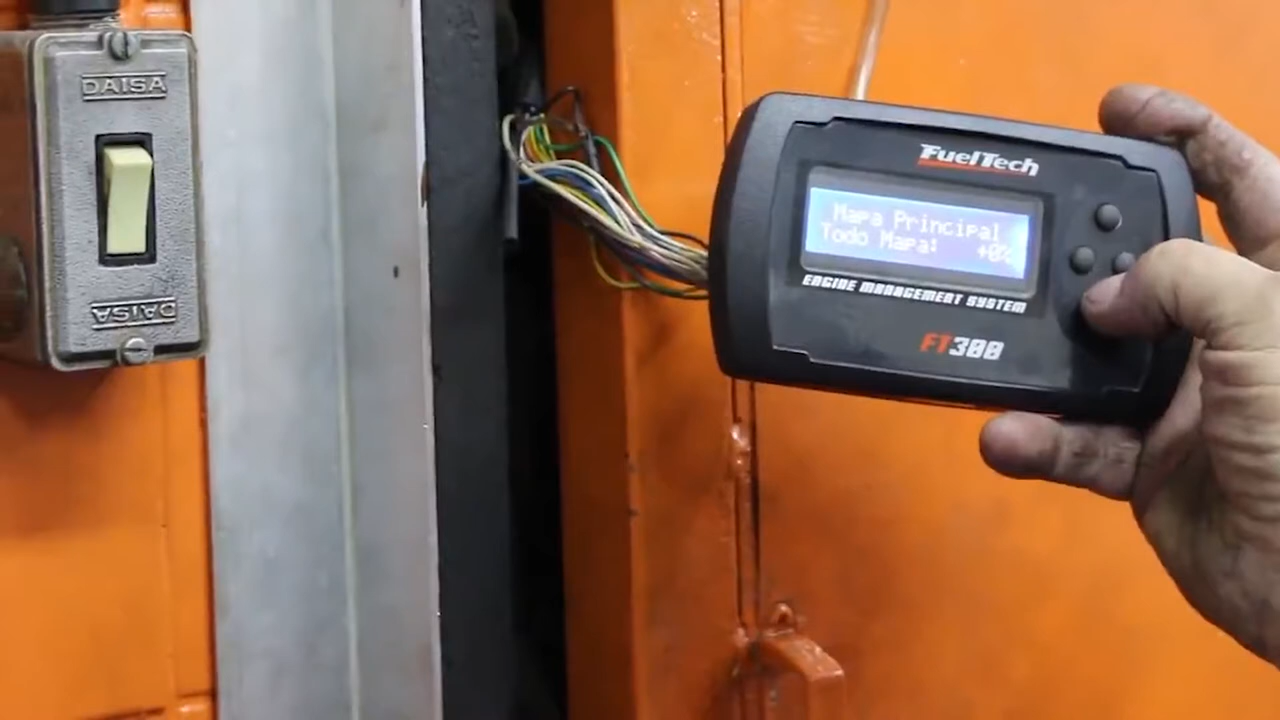 DAISA
DAISA
FuelTech
Mapa Principal
Todo Mapa: +0%
ENGINE MANAGEMENT SYSTEM
FT300